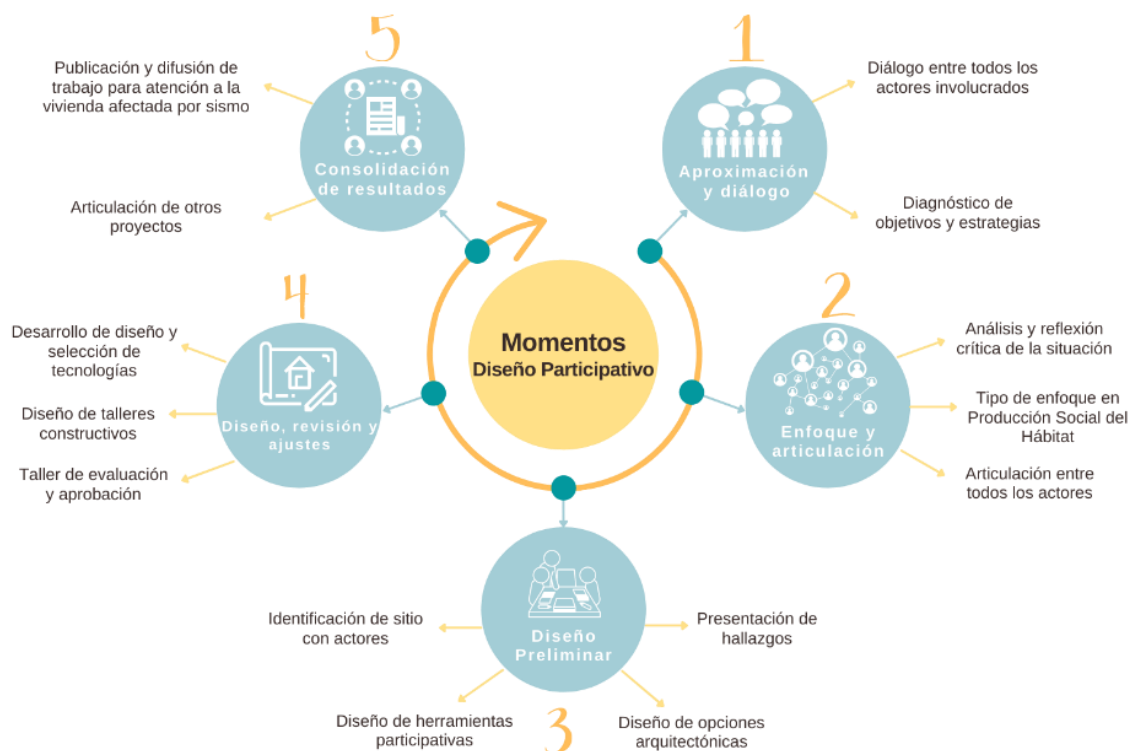 Momentos
Diseño Participativo
1
Aproximación
y diálogo
Diálogo entre todos los
actores involucrados
Diagnóstico de
objetivos y estrategias
2
Enfoque y
articulación
Análisis y reflexión
crítica de la situación
Tipo de enfoque en
Producción Social del
Hábitat
Articulación entre
todos los actores
3
Diseño
Preliminar
Presentación de
hallazgos
Diseño de opciones
arquitectónicas
Diseño de herramientas
participativas
Identificación de sitio
con actores
4
Diseño, revisión y
ajustes
Desarrollo de diseño y
selección de
tecnologías
Diseño de talleres
constructivos
Taller de evaluación
y aprobación
5
Consolidación
de resultados
Publicación y difusión de
trabajo para atención a la
vivienda afectada por sismo
Articulación de otros
proyectos